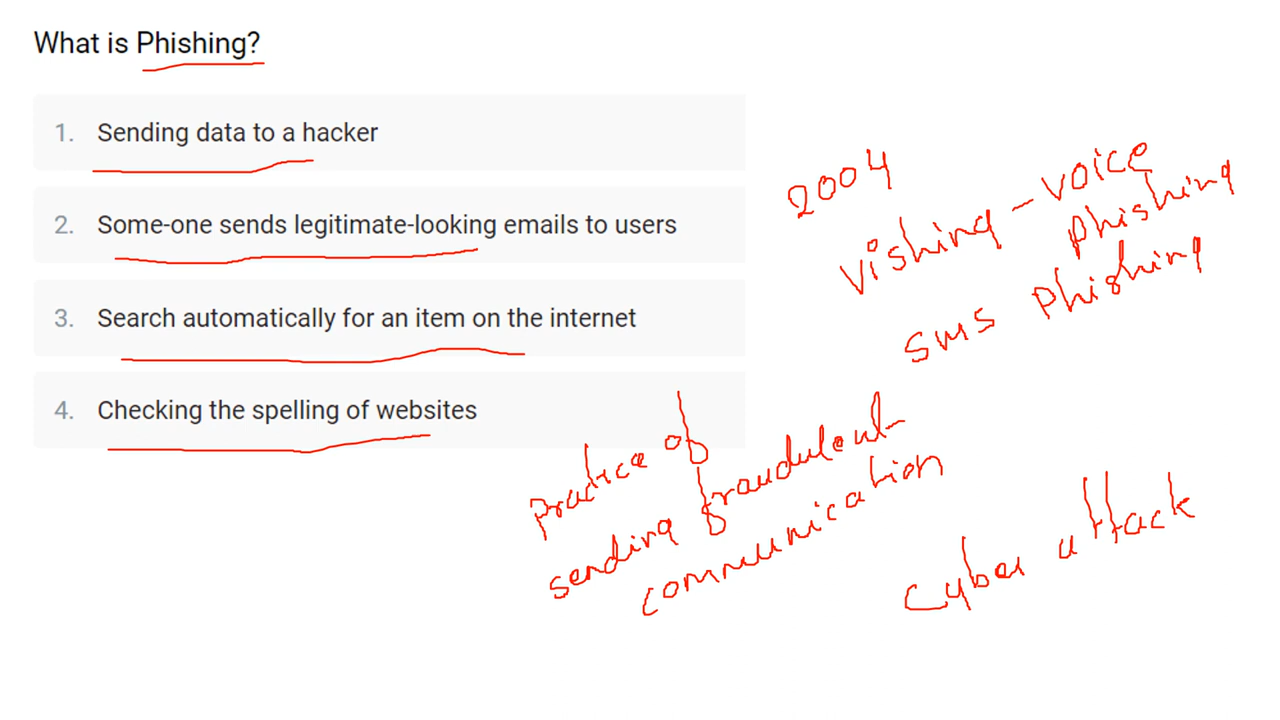 What is Phishing?
1. Sending data to a hacker
2. Some-one sends legitimate-looking emails to users
3. Search automatically for an item on the internet
4. Checking the spelling of websites
2004
Vishing - voice
Phishing
SMS Phishing
Practice of
sending fraudulent
communication
Cyber attack